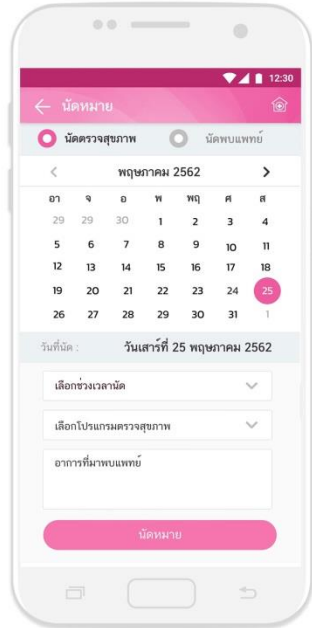 12:30
นัดหมาย
นัดตรวจสุขภาพ นัดพบแพทย์
< พฤษภาคม 2562 >
อา จ อ พ พฤ ศ ส
29 29 30 1 2 3 4
5 6 7 8 9 10 11
12 13 14 15 16 17 18
19 20 21 22 23 24 25
26 27 28 29 30 31 1
วันที่นัด : วันเสาร์ที่ 25 พฤษภาคม 2562
เลือกช่วงเวลานัด
เลือกโปรแกรมตรวจสุขภาพ
อาการที่มาพบแพทย์
นัดหมาย